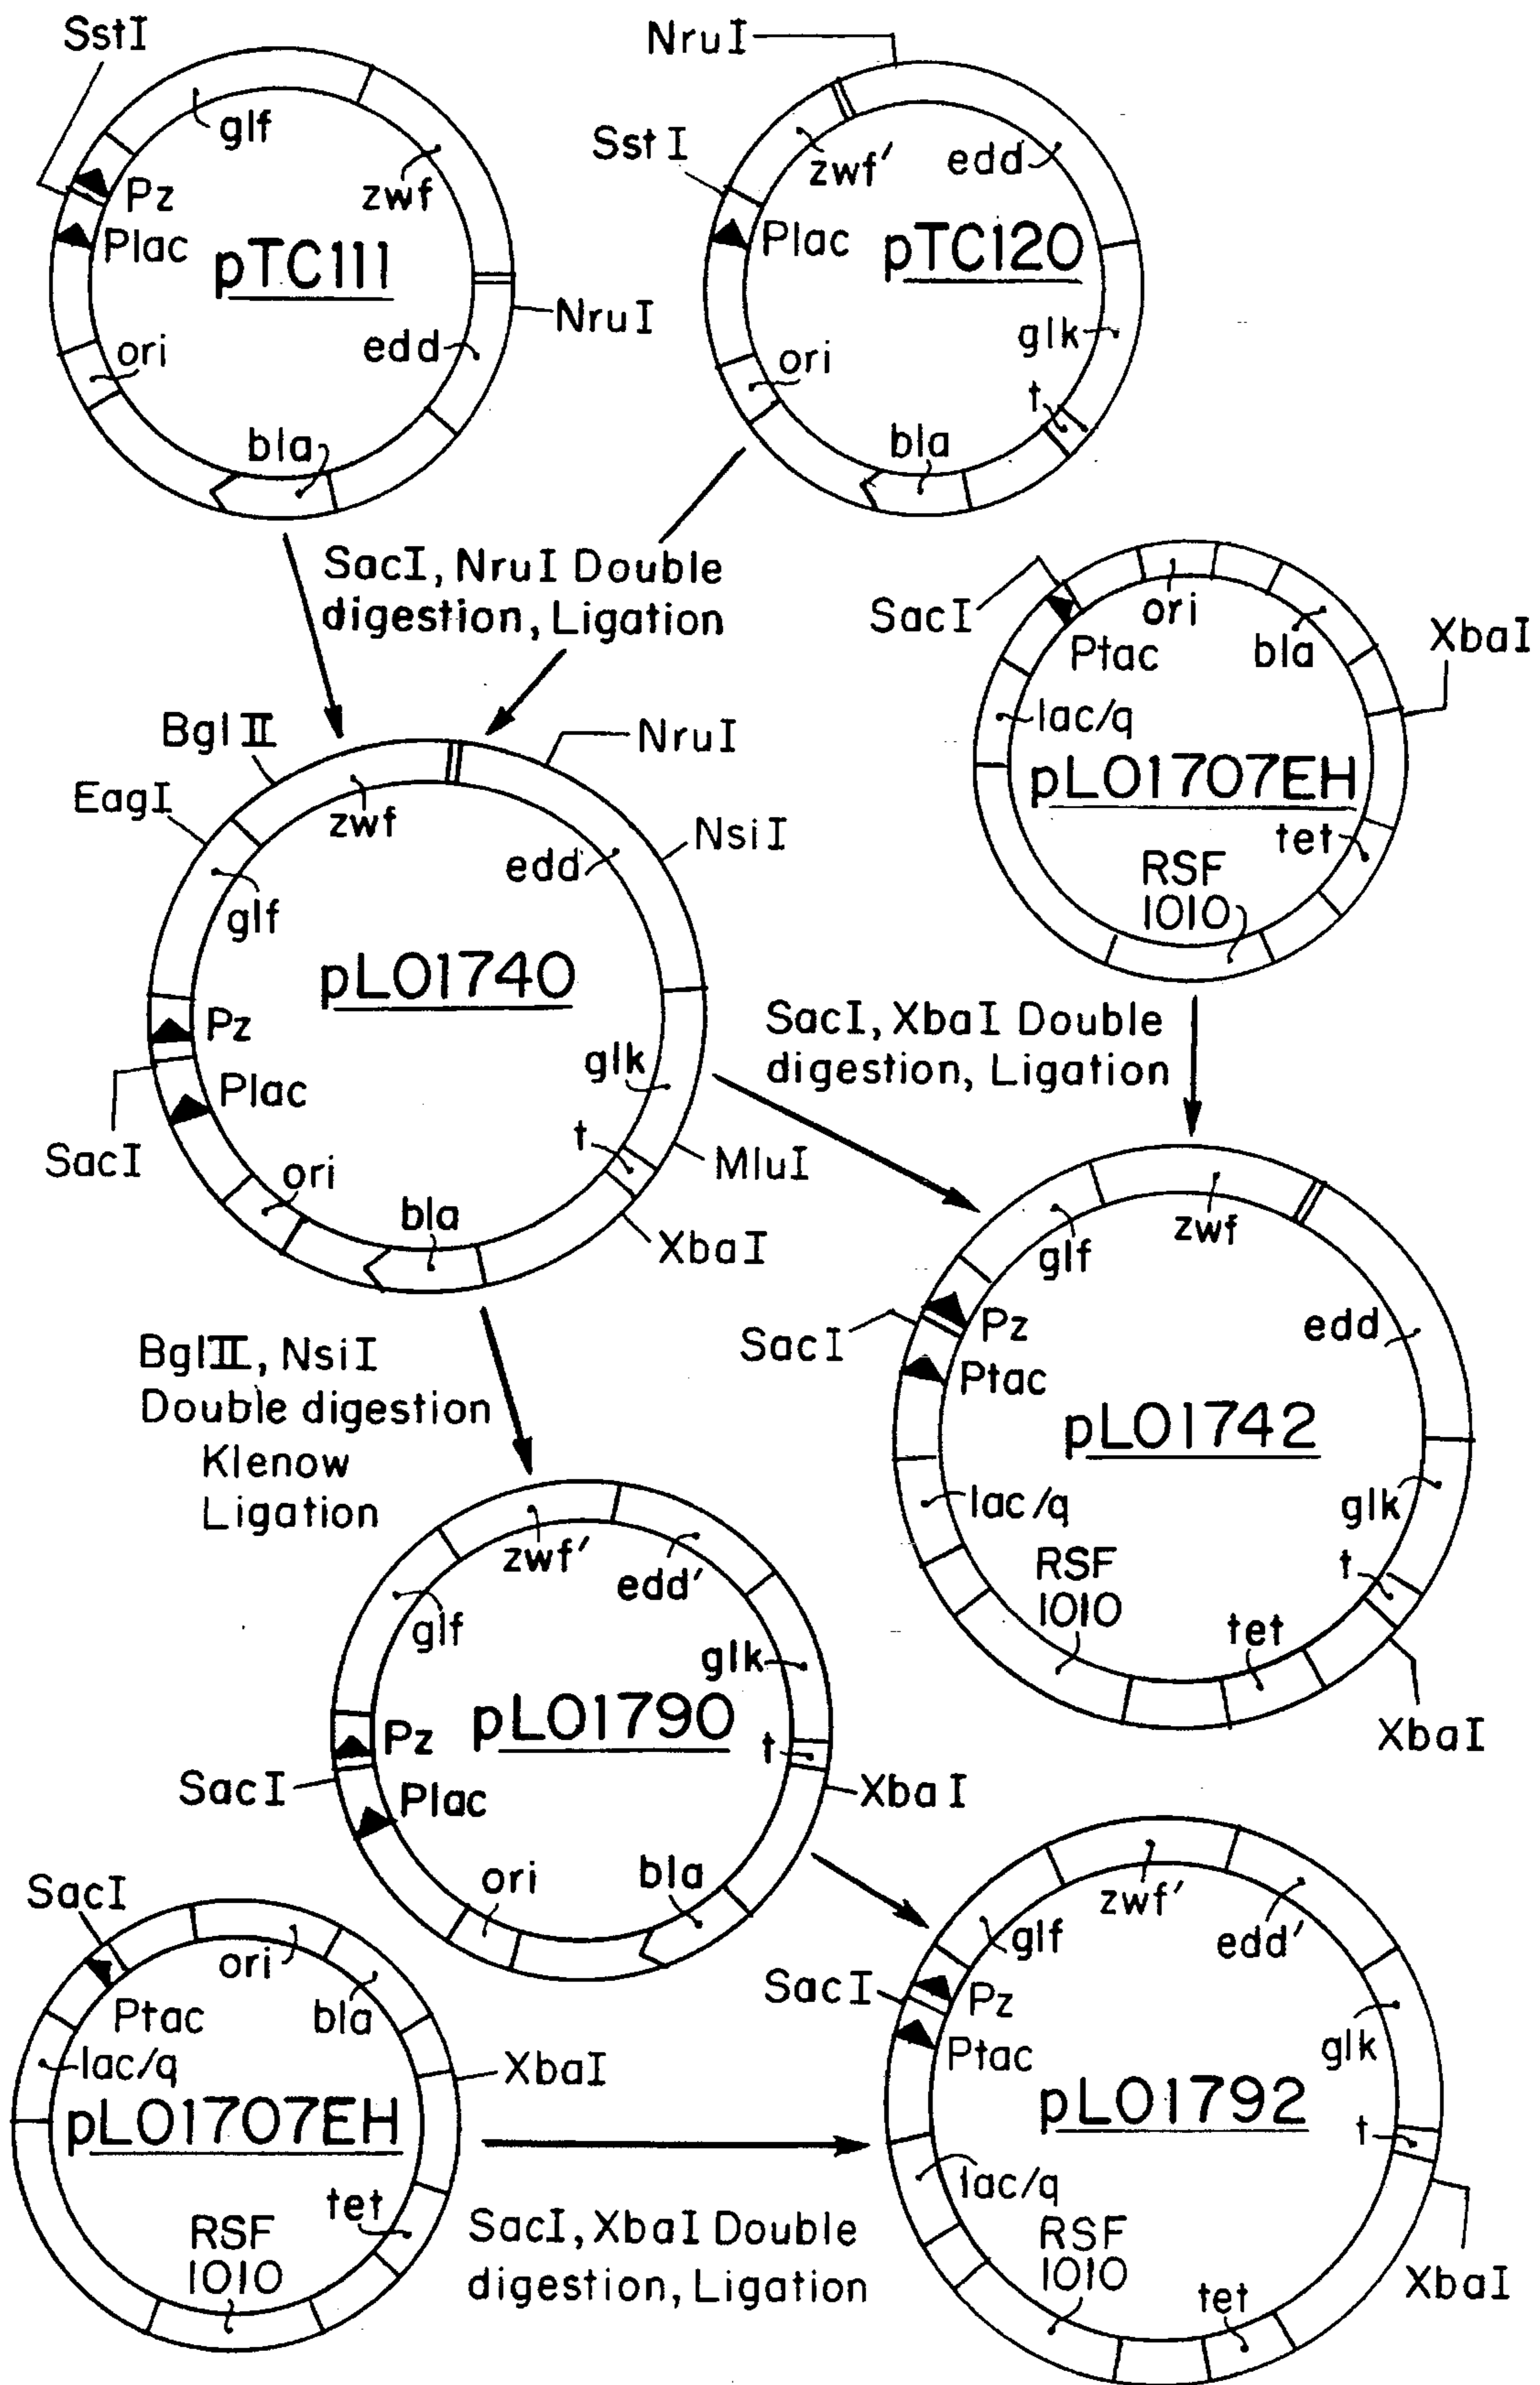 SstI
glf
zwf
Pz
Plac
pTC111
NruI
edd
ori
bla
NruI
SstI
zwf'
edd
Plac
pTC120
glk
ori
t
bla
SacI, NruI Double
digestion, Ligation
SacI
ori
bla
XbaI
Ptac
lac/q
pLO1707EH
tet
RSF
1010
BglII
EagI
zwf
NruI
NsiI
edd
glf
pLO1740
Pz
Plac
SacI
glk
t
MluI
ori
bla
XbaI
SacI, XbaI Double
digestion, Ligation
zwf
glf
SacI
Pz
edd
Ptac
pLO1742
lac/q
glk
RSF
1010
t
tet
XbaI
BglII, NsiI
Double digestion
Klenow
Ligation
zwf'
edd'
glf
glk
pLO1790
Pz
t
SacI
Plac
XbaI
ori
bla
SacI
ori
bla
Ptac
lac/q
XbaI
pLO1707EH
tet
RSF
1010
SacI, XbaI Double
digestion, Ligation
zwf'
glf
edd'
SacI
Pz
Ptac
glk
pLO1792
t
lac/q
RSF
1010
tet
XbaI